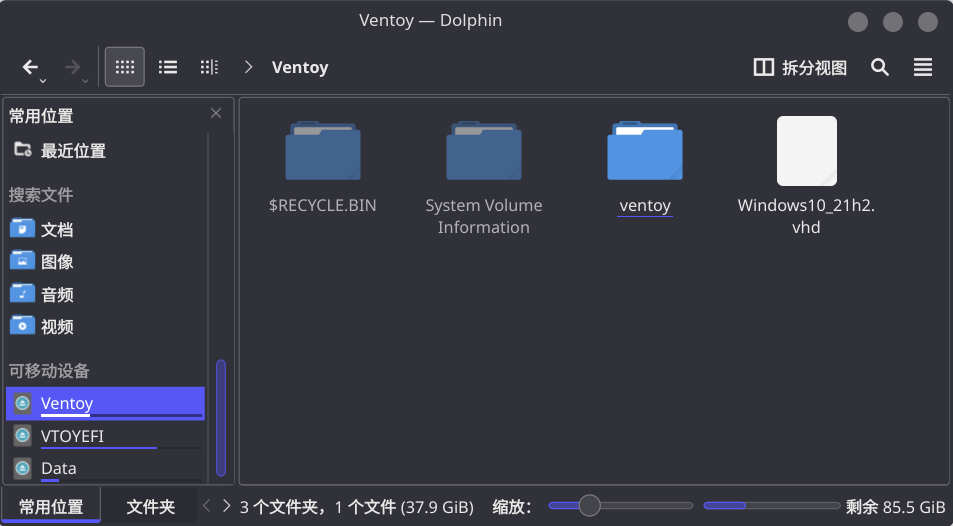 Ventoy — Dolphin
Ventoy
拆分视图
常用位置
最近位置
搜索文件
文档
图像
音频
视频
可移动设备
Ventoy
VTOYEFI
Data
$RECYCLE.BIN
System Volume
Information
ventoy
Windows10_21h2.
vhd
常用位置
文件夹
3 个文件夹，1 个文件 (37.9 GiB)
缩放：
剩余 85.5 GiB